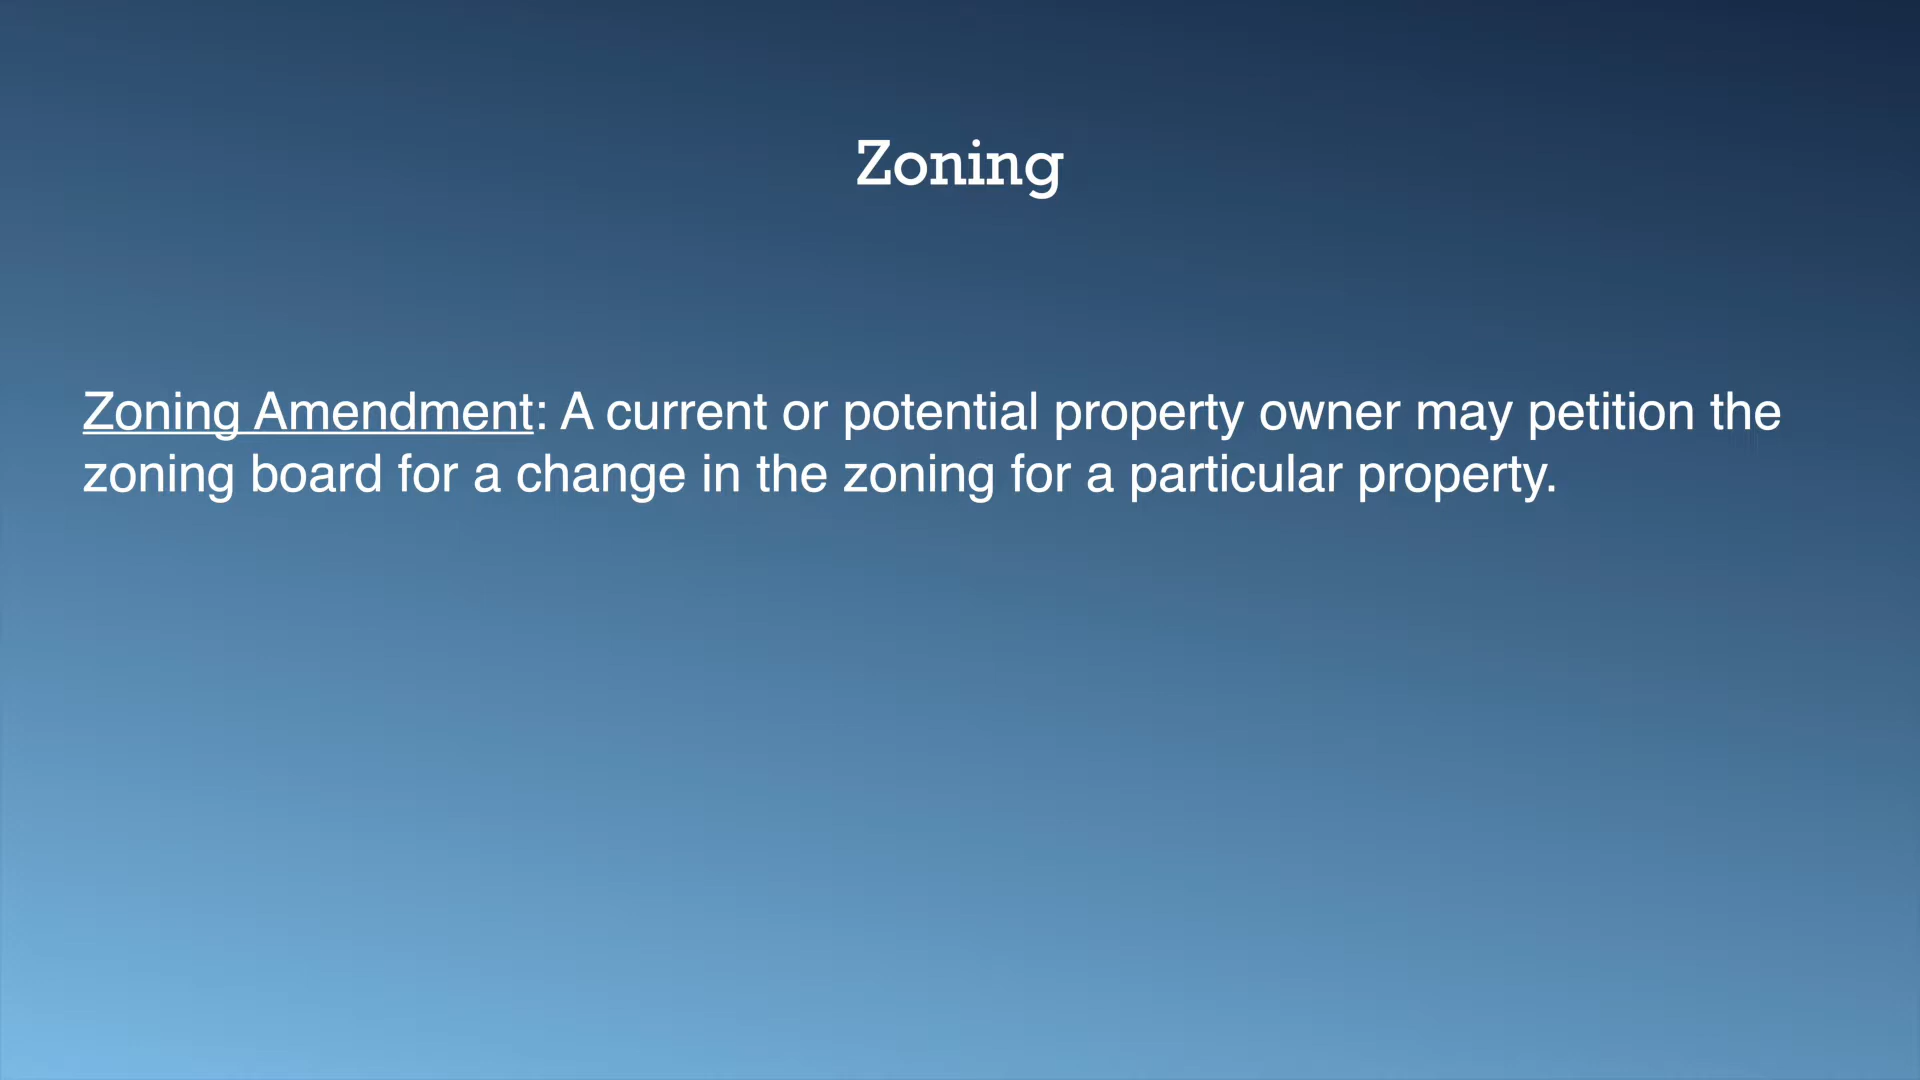 Zoning
Zoning Amendment: A current or potential property owner may petition the
zoning board for a change in the zoning for a particular property.